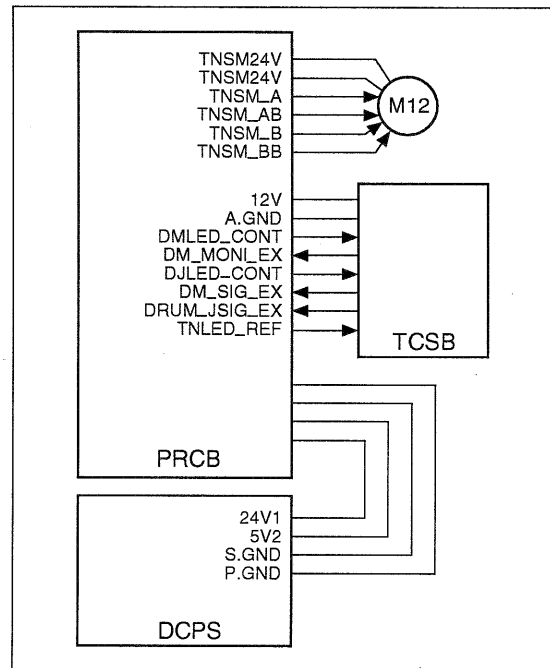 TNSM24V
TNSM24V
TNSM_A
TNSM_AB
TNSM_B
TNSM_BB
M12
12V
A.GND
DMLED_CONT
DM_MONI_EX
DJLED-CONT
DM_SIG_EX
DRUM_JSIG_EX
TNLED_REF
TCSB
PRCB
24V1
5V2
S.GND
P.GND
DCPS